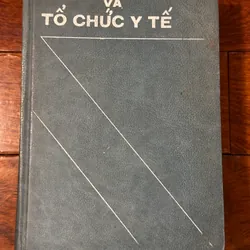 VÀ
TỔ CHỨC Y TẾ